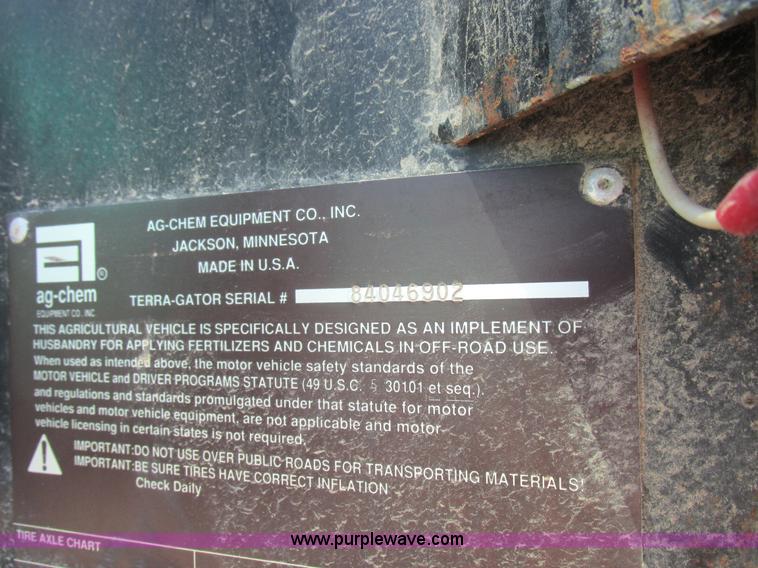 AG-CHEM EQUIPMENT CO., INC.
JACKSON, MINNESOTA
MADE IN U.S.A.
®
ag-chem
EQUIPMENT CO. INC
TERRA-GATOR SERIAL # 84046902
THIS AGRICULTURAL VEHICLE IS SPECIFICALLY DESIGNED AS AN IMPLEMENT OF
HUSBANDRY FOR APPLYING FERTILIZERS AND CHEMICALS IN OFF-ROAD USE.
When used as intended above, the motor vehicle safety standards of the
MOTOR VEHICLE and DRIVER PROGRAMS STATUTE (49 U.S.C. § 30101 et seq.).
and regulations and standards promulgated under that statute for motor
vehicles and motor vehicle equipment, are not applicable and motor
vehicle licensing in certain states is not required.
IMPORTANT:DO NOT USE OVER PUBLIC ROADS FOR TRANSPORTING MATERIALS!
IMPORTANT:BE SURE TIRES HAVE CORRECT INFLATION
Check Daily
TIRE AXLE CHART
www.purplewave.com